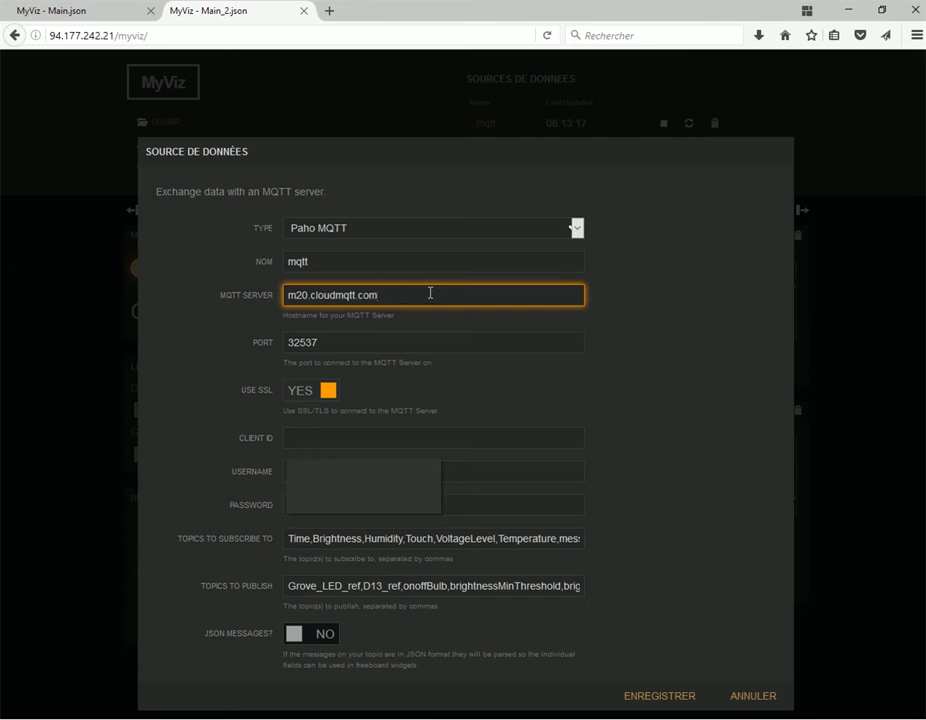 MyViz - Main.json
MyViz - Main_2.json
94.177.242.21/myviz/
Rechercher
MyViz
SOURCES DE DONNÉES
Name
Last Updated
mqtt
08:13:17
OUVRIR
SOURCE DE DONNÉES
Exchange data with an MQTT server.
TYPE
Paho MQTT
NOM
mqtt
MQTT SERVER
m20.cloudmqtt.com
Hostname for your MQTT Server
PORT
32537
The port to connect to the MQTT Server on
USE SSL
YES
Use SSL/TLS to connect to the MQTT Server
CLIENT ID
USERNAME
PASSWORD
TOPICS TO SUBSCRIBE TO
Time,Brightness,Humidity,Touch,VoltageLevel,Temperature,mes
The topic(s) to subscribe to, separated by commas
TOPICS TO PUBLISH
Grove_LED_ref,D13_ref,onoffBulb,brightnessMinThreshold,brig
The topic(s) to publish, separated by commas
JSON MESSAGES?
NO
If the messages on your topic are in JSON format they will be parsed so the individual
fields can be used in freeboard widgets
ENREGISTRER
ANNULER